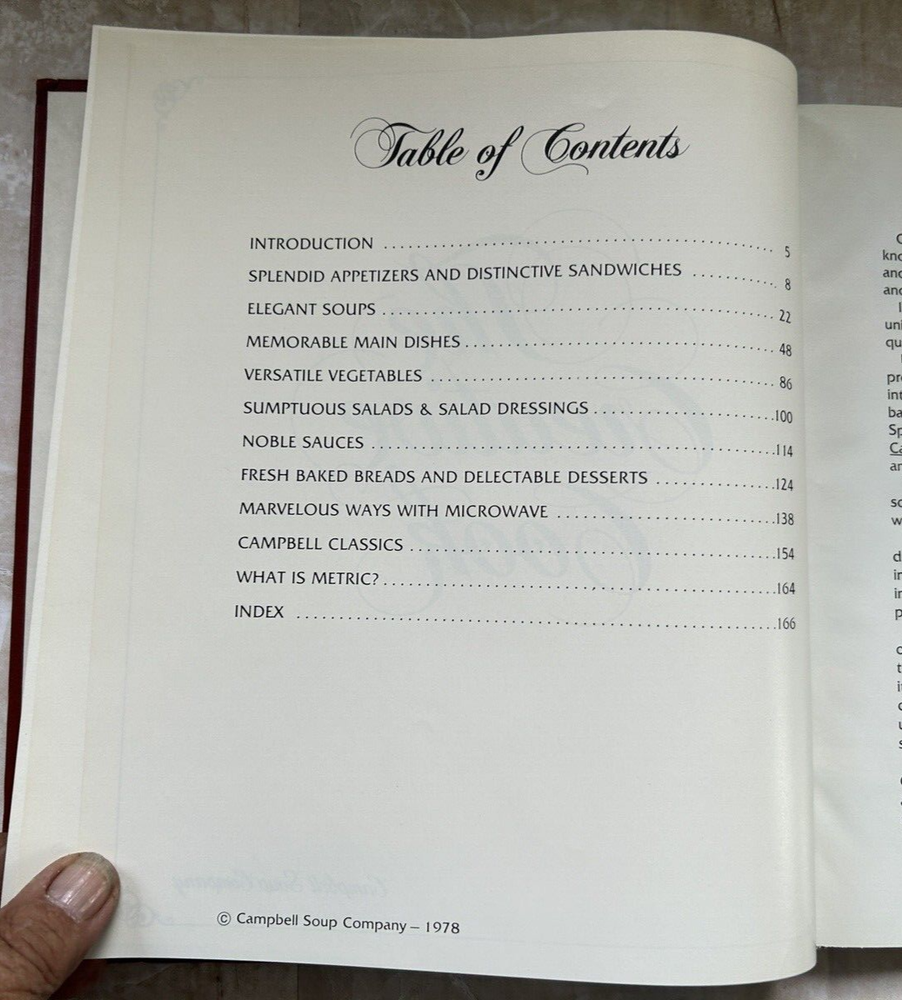 Table of Contents
INTRODUCTION ........ 5
SPLENDID APPETIZERS AND DISTINCTIVE SANDWICHES ........ 8
ELEGANT SOUPS ........ 22
MEMORABLE MAIN DISHES ........ 48
VERSATILE VEGETABLES ........ 86
SUMPTUOUS SALADS & SALAD DRESSINGS ........ 100
NOBLE SAUCES ........ 114
FRESH BAKED BREADS AND DELECTABLE DESSERTS ........ 124
MARVELOUS WAYS WITH MICROWAVE ........ 138
CAMPBELL CLASSICS ........ 154
WHAT IS METRIC? ........ 164
INDEX ........ 166
© Campbell Soup Company – 1978